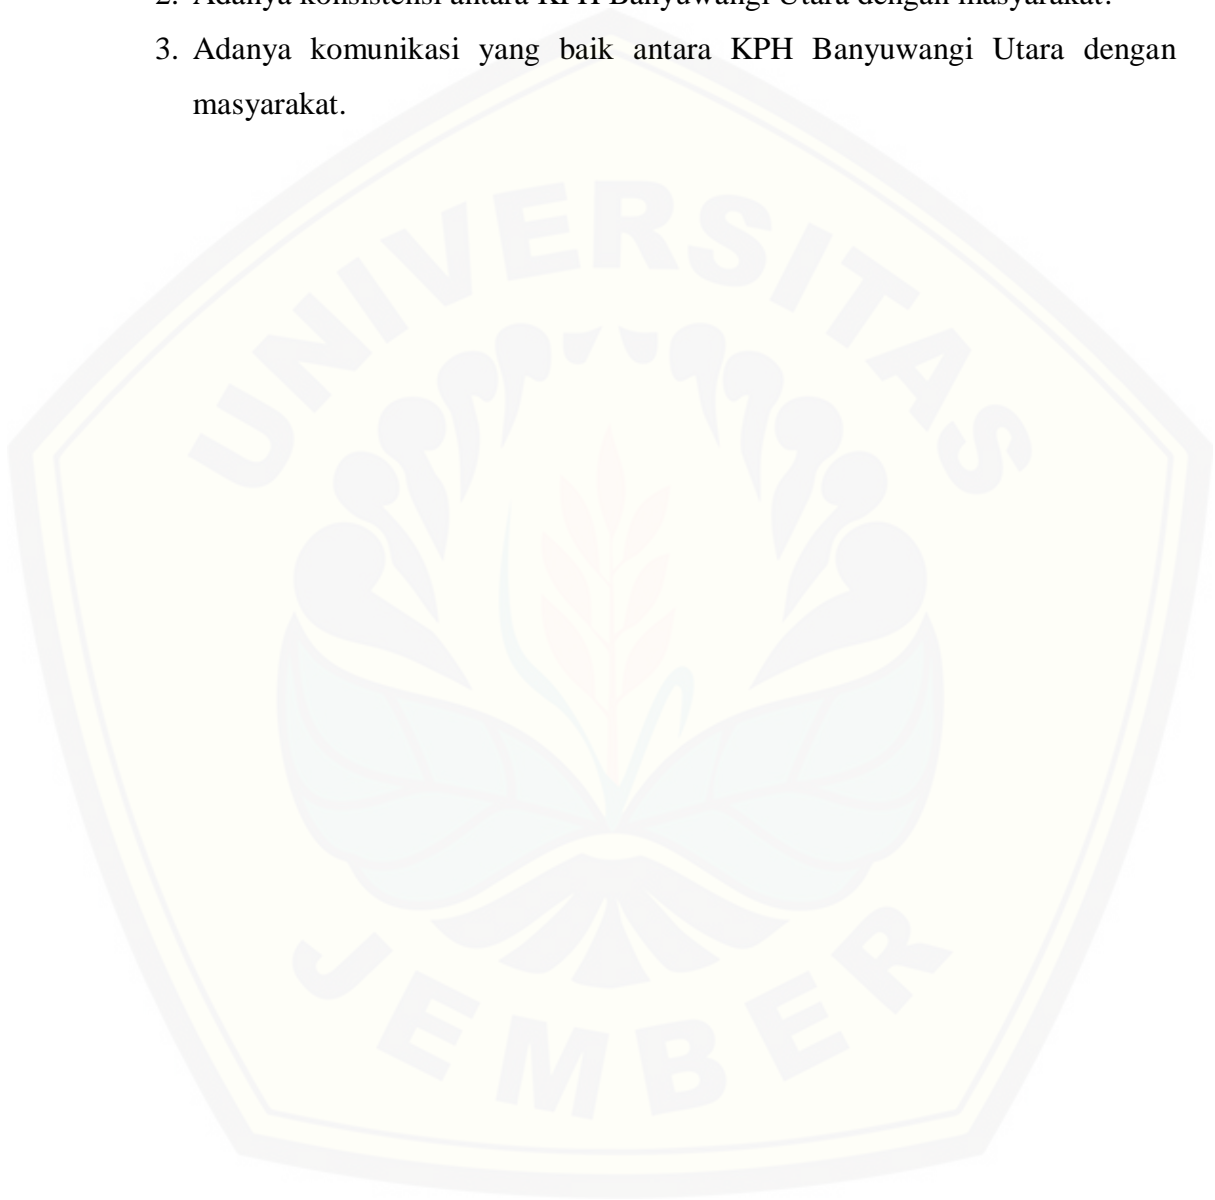 2. Adanya konsistensi antara KPH Banyuwangi Utara dengan masyarakat.
3. Adanya komunikasi yang baik antara KPH Banyuwangi Utara dengan
masyarakat.
UNIVERSITAS
JEMBER